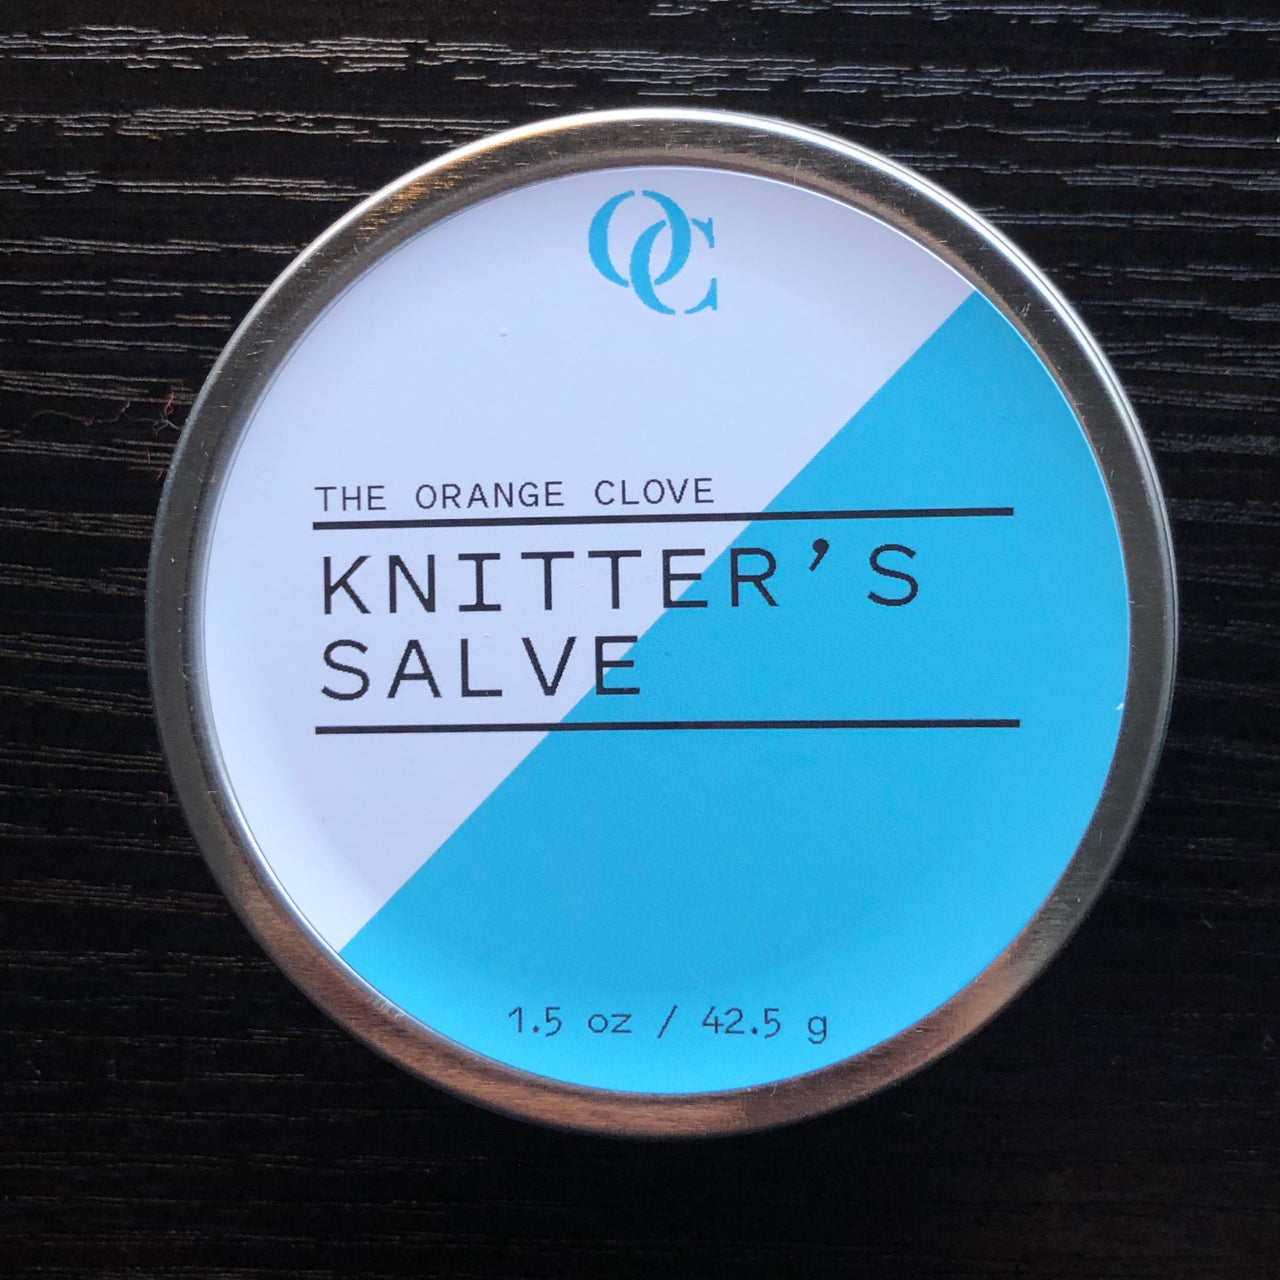 OC
THE ORANGE CLOVE
KNITTER'S
SALVE
1.5 oz / 42.5 g